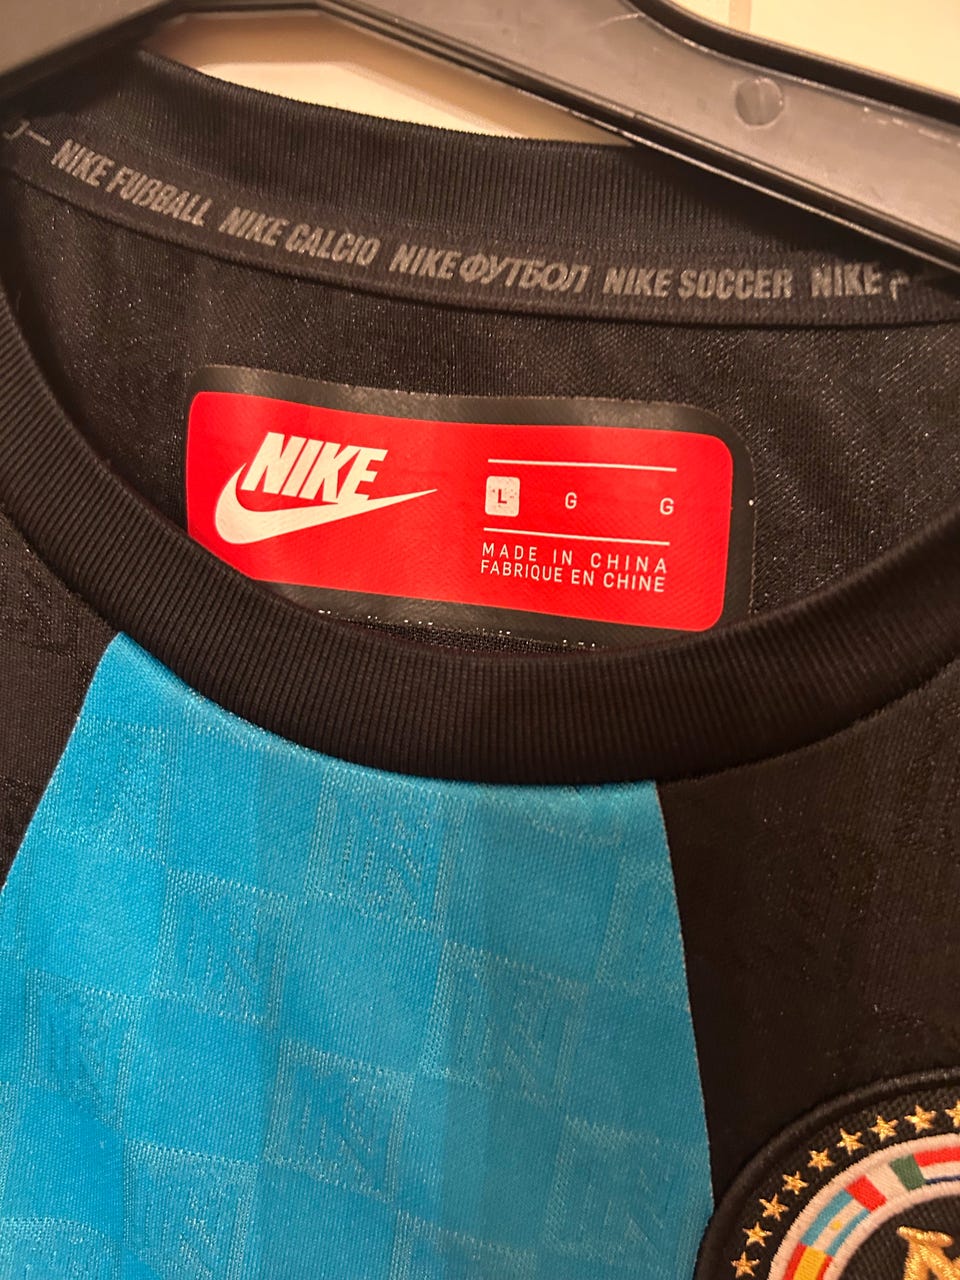 NIKE FUßBALL NIKE CALCIO NIKE ФУТБОЛ NIKE SOCCER NIKE
NIKE
L G G
MADE IN CHINA
FABRIQUE EN CHINE